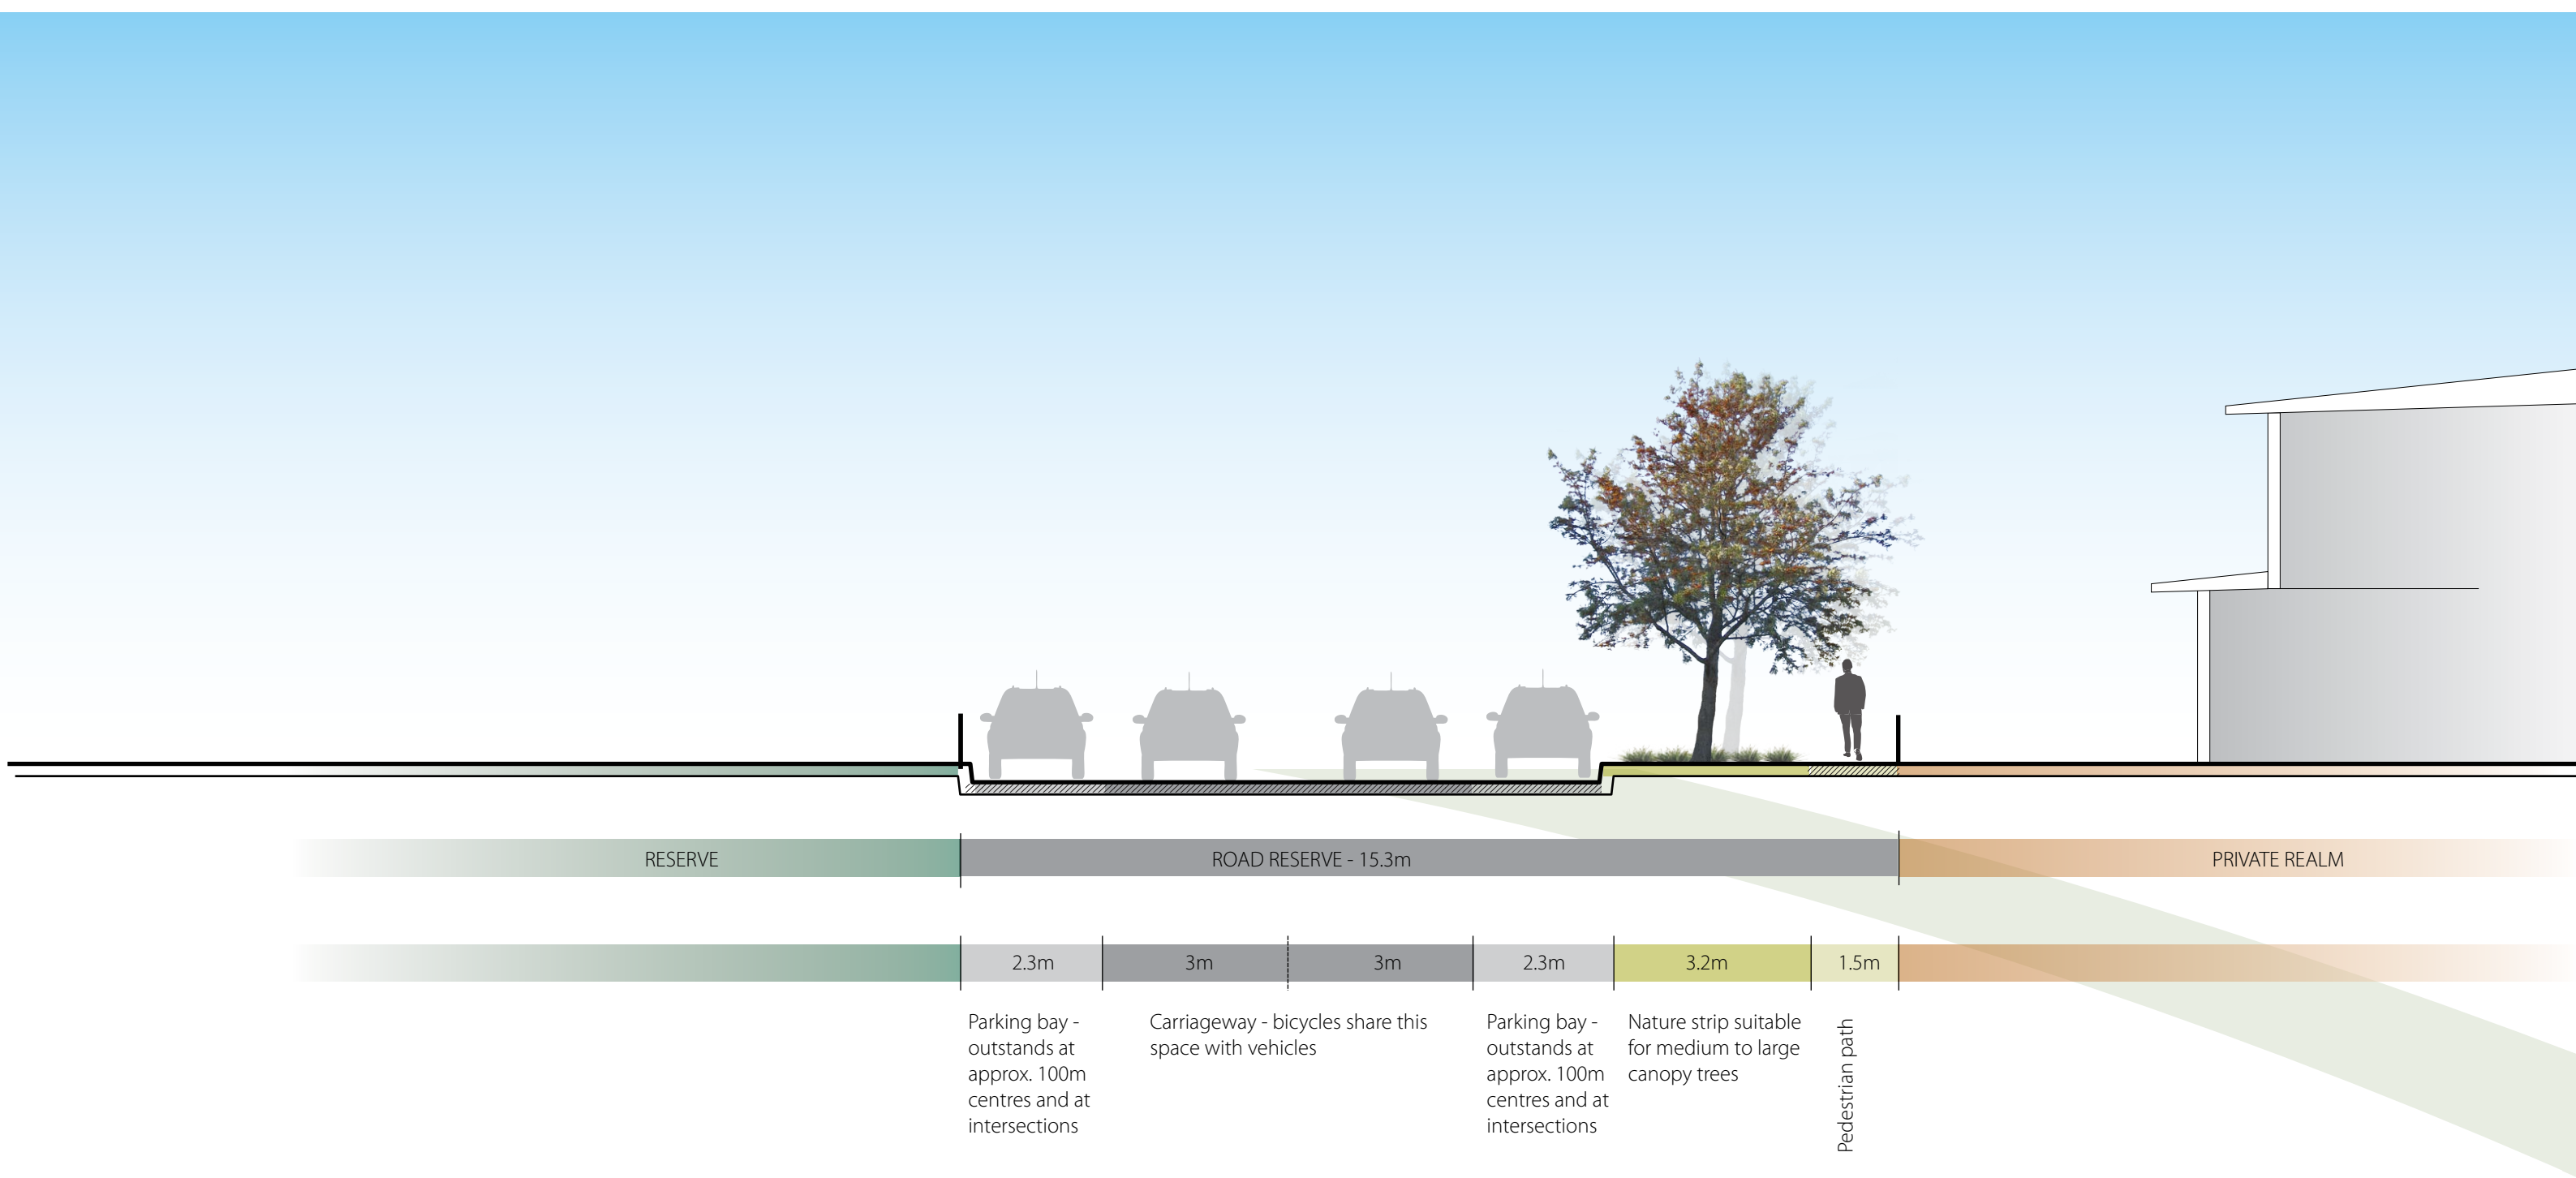 RESERVE
ROAD RESERVE - 15.3m
PRIVATE REALM
2.3m
3m
3m
2.3m
3.2m
1.5m
Parking bay -
outstands at
approx. 100m
centres and at
intersections
Carriageway - bicycles share this
space with vehicles
Parking bay -
outstands at
approx. 100m
centres and at
intersections
Nature strip suitable
for medium to large
canopy trees
Pedestrian path